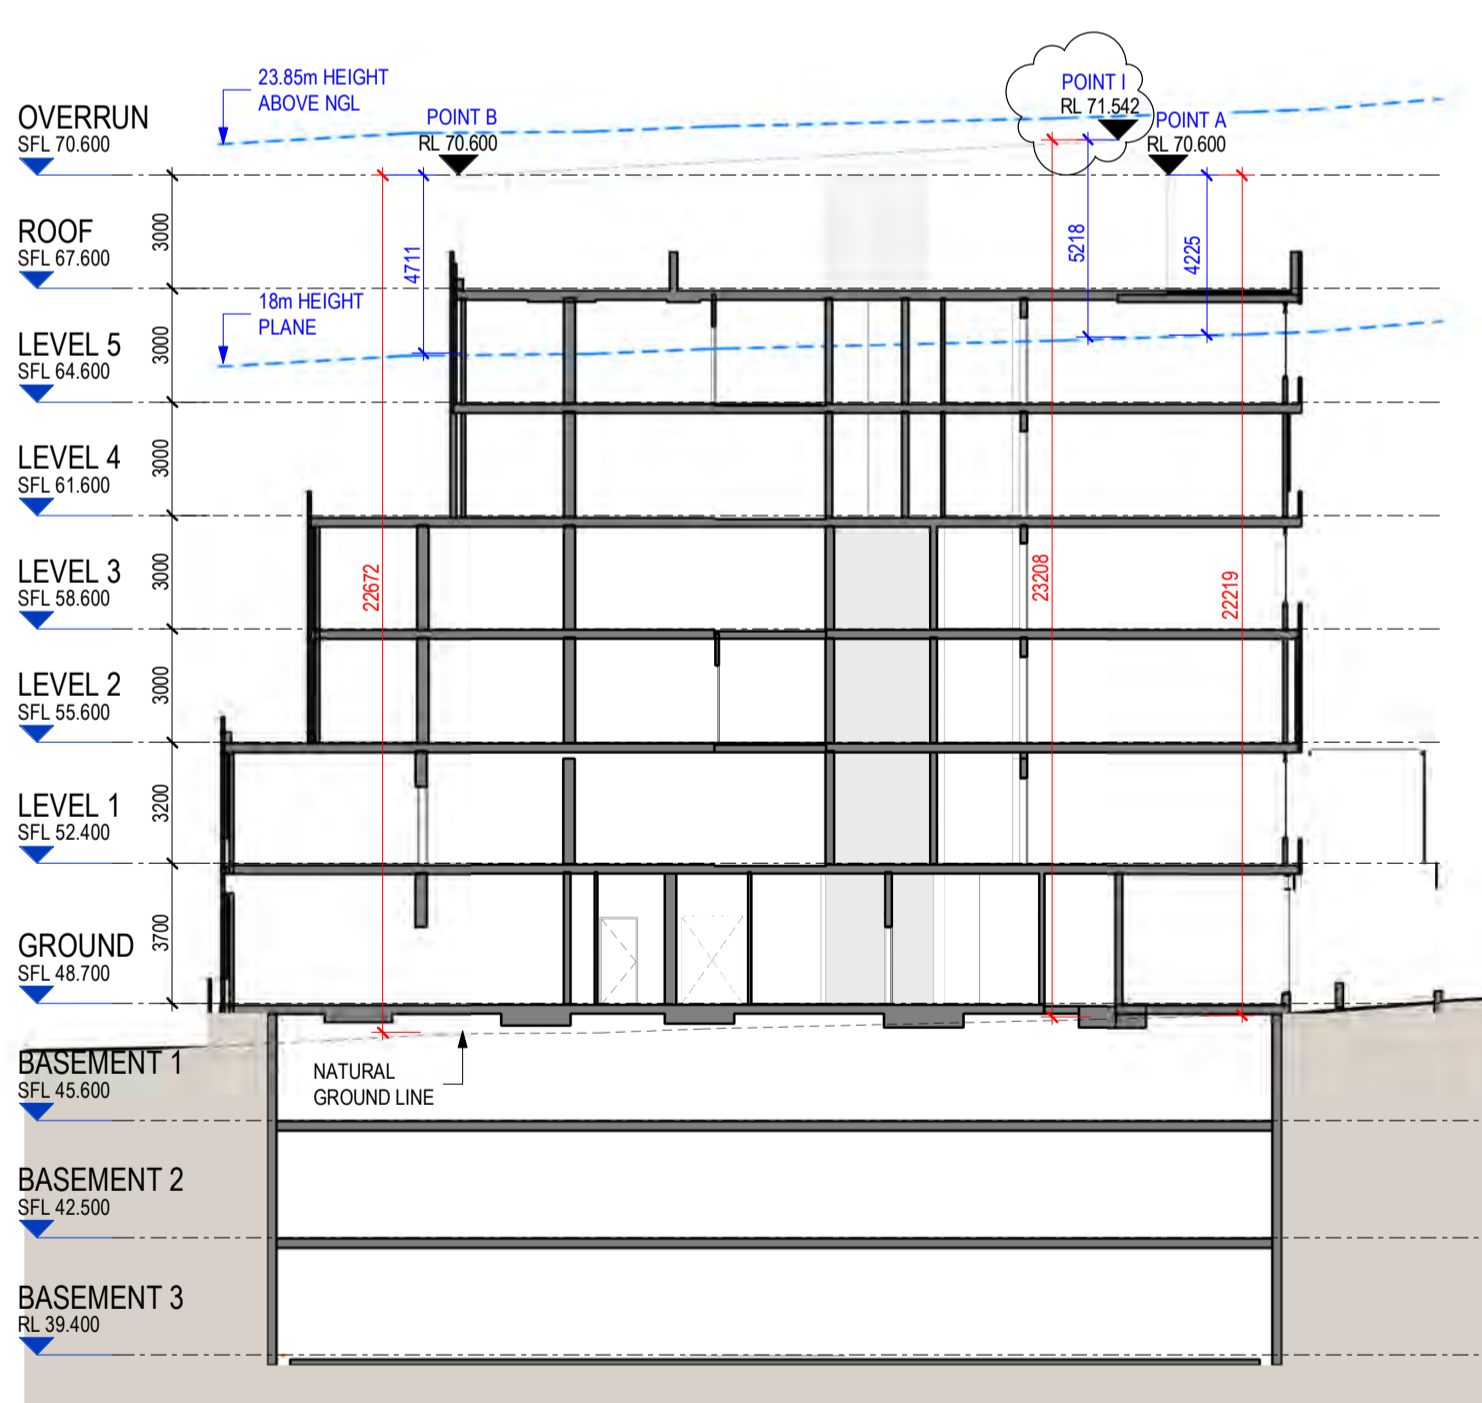 23.85m HEIGHT
ABOVE NGL
POINT B
RL 70.600
POINT I
RL 71.542
POINT A
RL 70.600
OVERRUN
SFL 70.600
3000
ROOF
SFL 67.600
4711
5218
4225
18m HEIGHT
PLANE
3000
LEVEL 5
SFL 64.600
3000
LEVEL 4
SFL 61.600
3000
LEVEL 3
SFL 58.600
22672
23208
22219
3000
LEVEL 2
SFL 55.600
3200
LEVEL 1
SFL 52.400
3700
GROUND
SFL 48.700
NATURAL
GROUND LINE
BASEMENT 1
SFL 45.600
BASEMENT 2
SFL 42.500
BASEMENT 3
RL 39.400